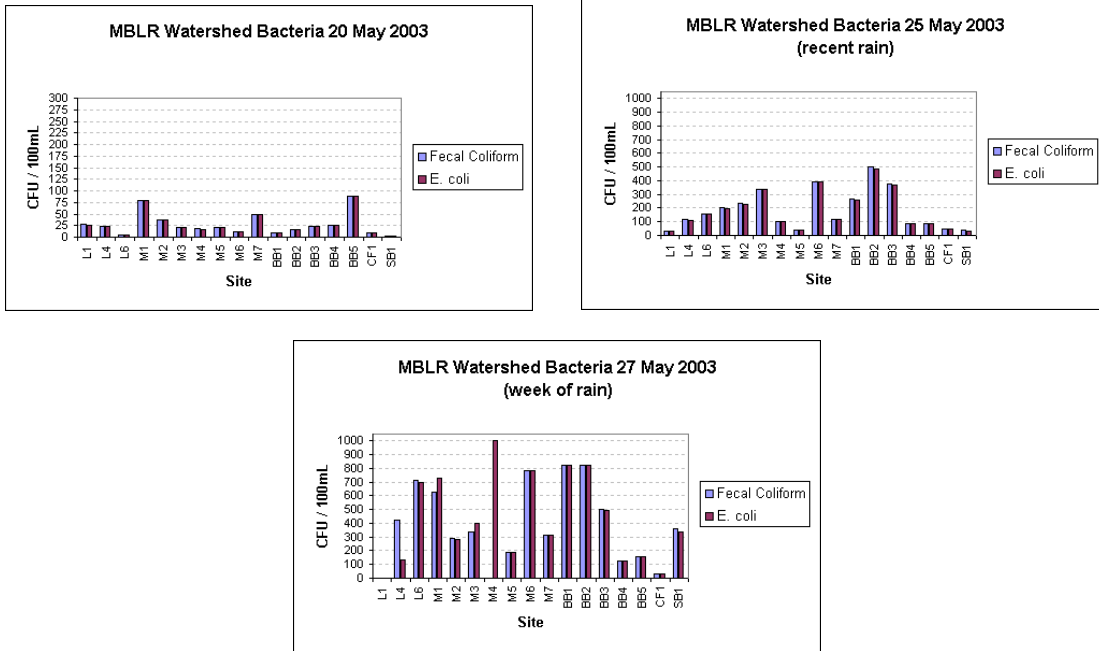 MBLR Watershed Bacteria 20 May 2003
300
275
250
225
200
175
150
125
100
75
50
25
0
CFU / 100mL
L1
L4
L6
M1
M2
M3
M4
M5
M6
M7
BB1
BB2
BB3
BB4
BB5
CF1
SB1
Site
Fecal Coliform
E. coli
MBLR Watershed Bacteria 25 May 2003
(recent rain)
1000
900
800
700
600
500
400
300
200
100
0
CFU / 100mL
L1
L4
L6
M1
M2
M3
M4
M5
M6
M7
BB1
BB2
BB3
BB4
BB5
CF1
SB1
Site
Fecal Coliform
E. coli
MBLR Watershed Bacteria 27 May 2003
(week of rain)
1000
900
800
700
600
500
400
300
200
100
0
CFU / 100mL
L1
L4
L6
M1
M2
M3
M4
M5
M6
M7
BB1
BB2
BB3
BB4
BB5
CF1
SB1
Site
Fecal Coliform
E. coli